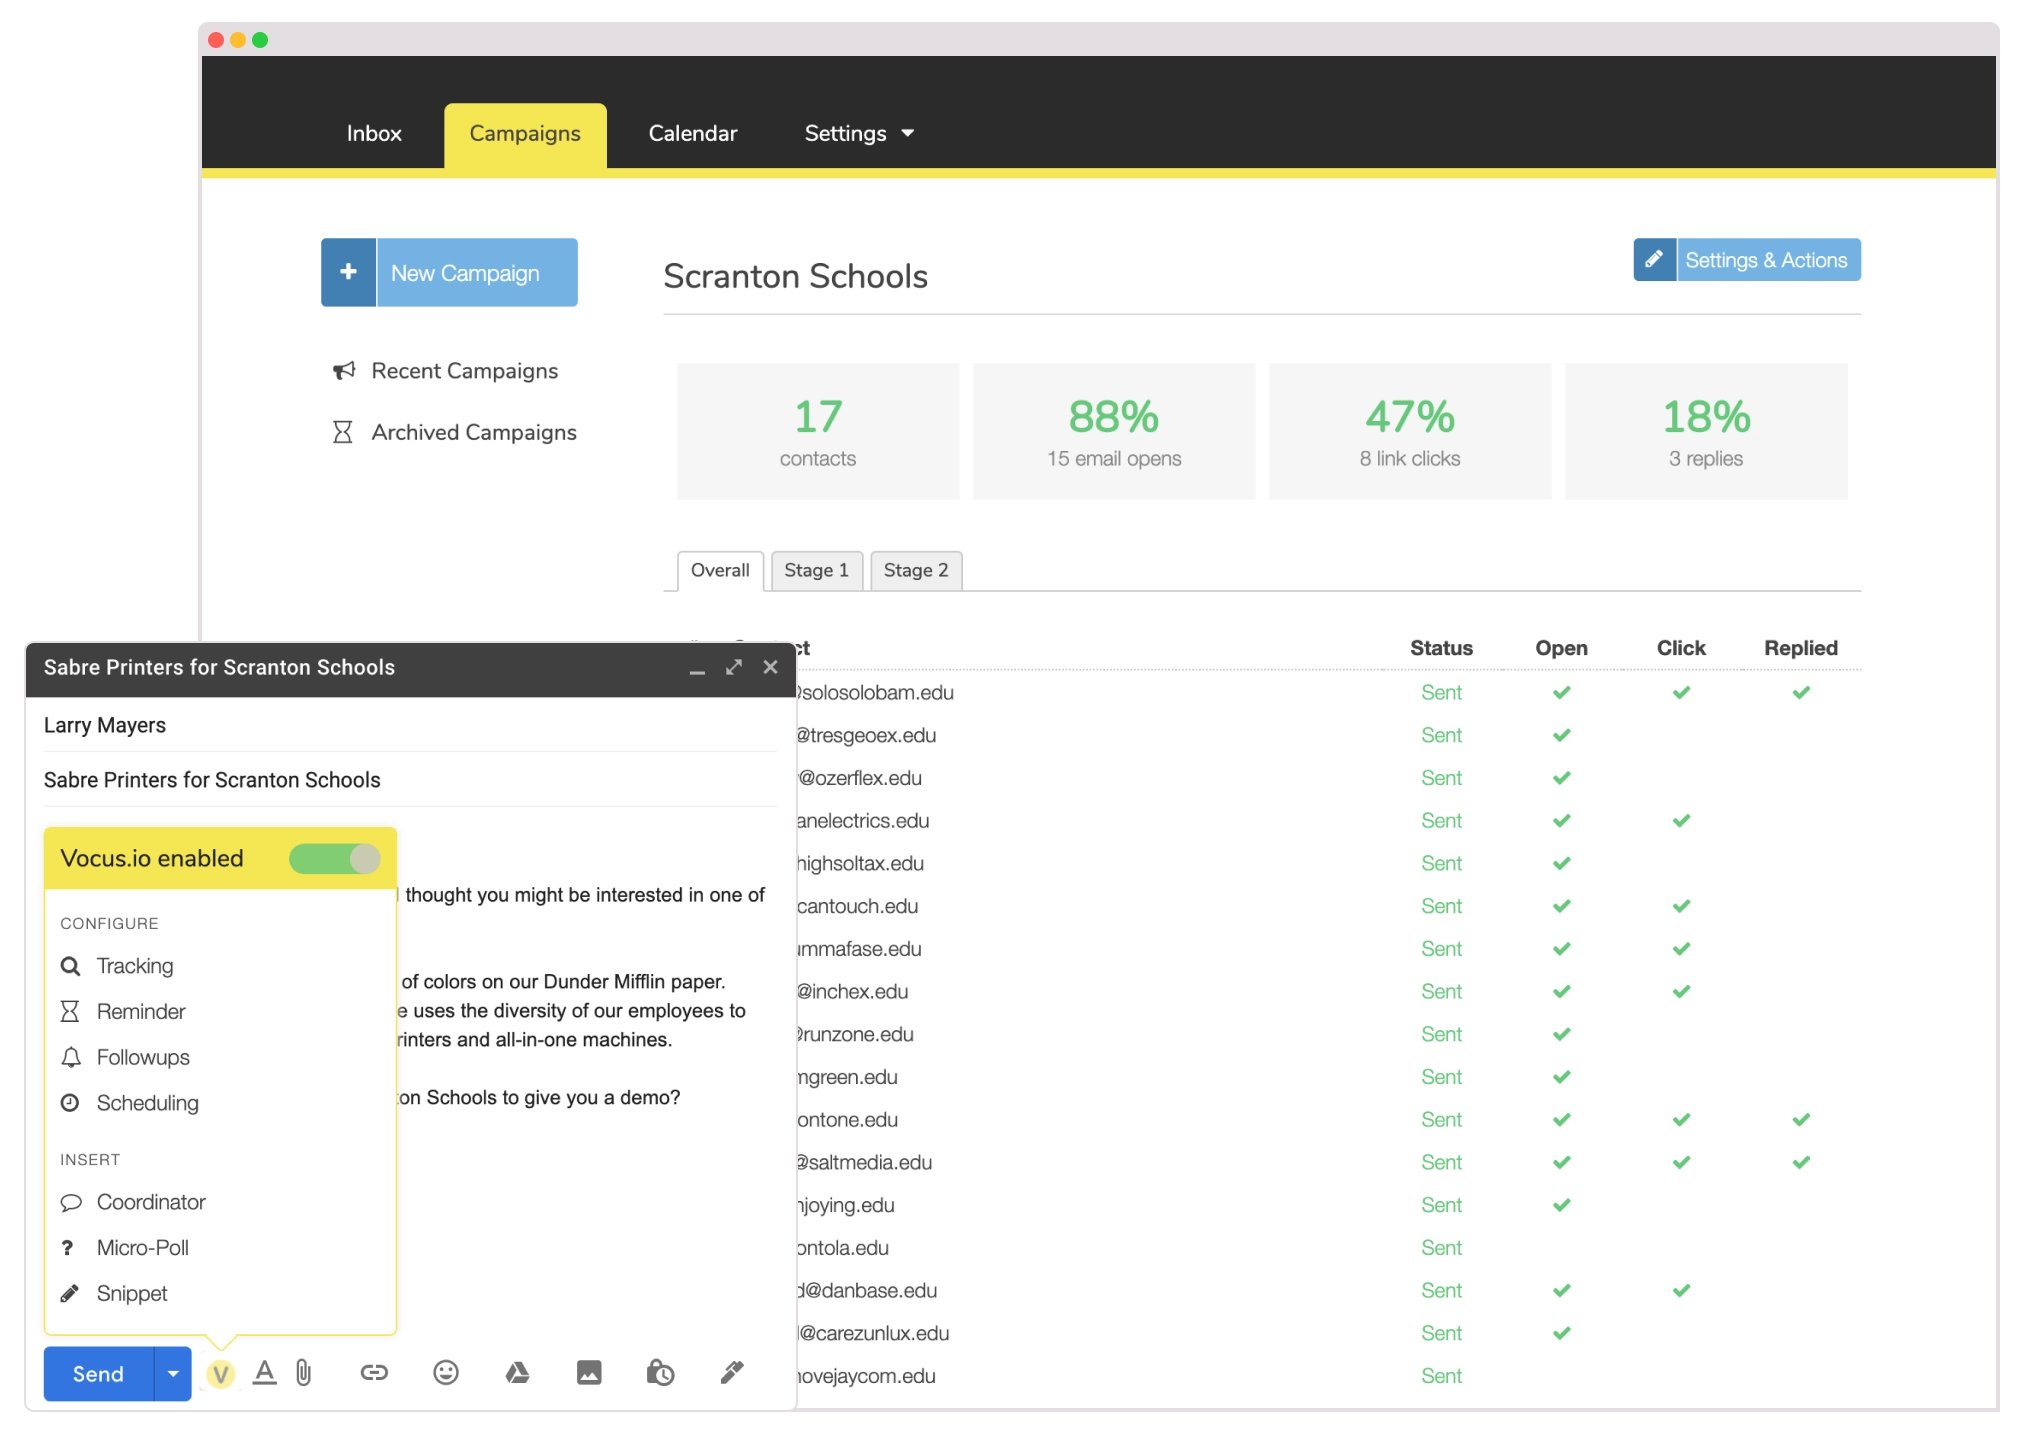 Inbox
Campaigns
Calendar
Settings
New Campaign
Recent Campaigns
Archived Campaigns
Scranton Schools
Settings & Actions
17
contacts
88%
15 email opens
47%
8 link clicks
18%
3 replies
Overall
Stage 1
Stage 2
Status Open Click Replied
@solosolobam.edu Sent
@tresgeoex.edu Sent
@ozerflex.edu Sent
anelectrics.edu Sent
highsoltax.edu Sent
cantouch.edu Sent
ummafase.edu Sent
@inchex.edu Sent
@runzone.edu Sent
mgreen.edu Sent
ontone.edu Sent
@saltmedia.edu Sent
njoying.edu Sent
ontola.edu Sent
d@danbase.edu Sent
l@carezunlux.edu Sent
novejaycom.edu Sent
Sabre Printers for Scranton Schools
Larry Mayers
Sabre Printers for Scranton Schools
Vocus.io enabled
CONFIGURE
Tracking
Reminder
Followups
Scheduling
INSERT
Coordinator
Micro-Poll
Snippet
I thought you might be interested in one of
of colors on our Dunder Mifflin paper.
e uses the diversity of our employees to
rinters and all-in-one machines.
on Schools to give you a demo?
Send
V
A